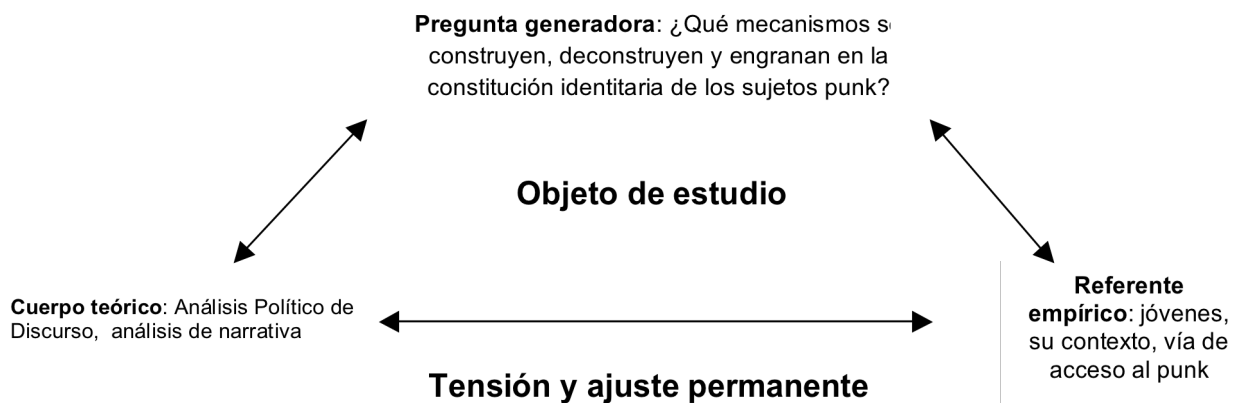 Pregunta generadora: ¿Qué mecanismos se
construyen, deconstruyen y engranan en la
constitución identitaria de los sujetos punk?
Objeto de estudio
Cuerpo teórico: Análisis Político de
Discurso, análisis de narrativa
Referente
empírico: jóvenes,
su contexto, vía de
acceso al punk
Tensión y ajuste permanente